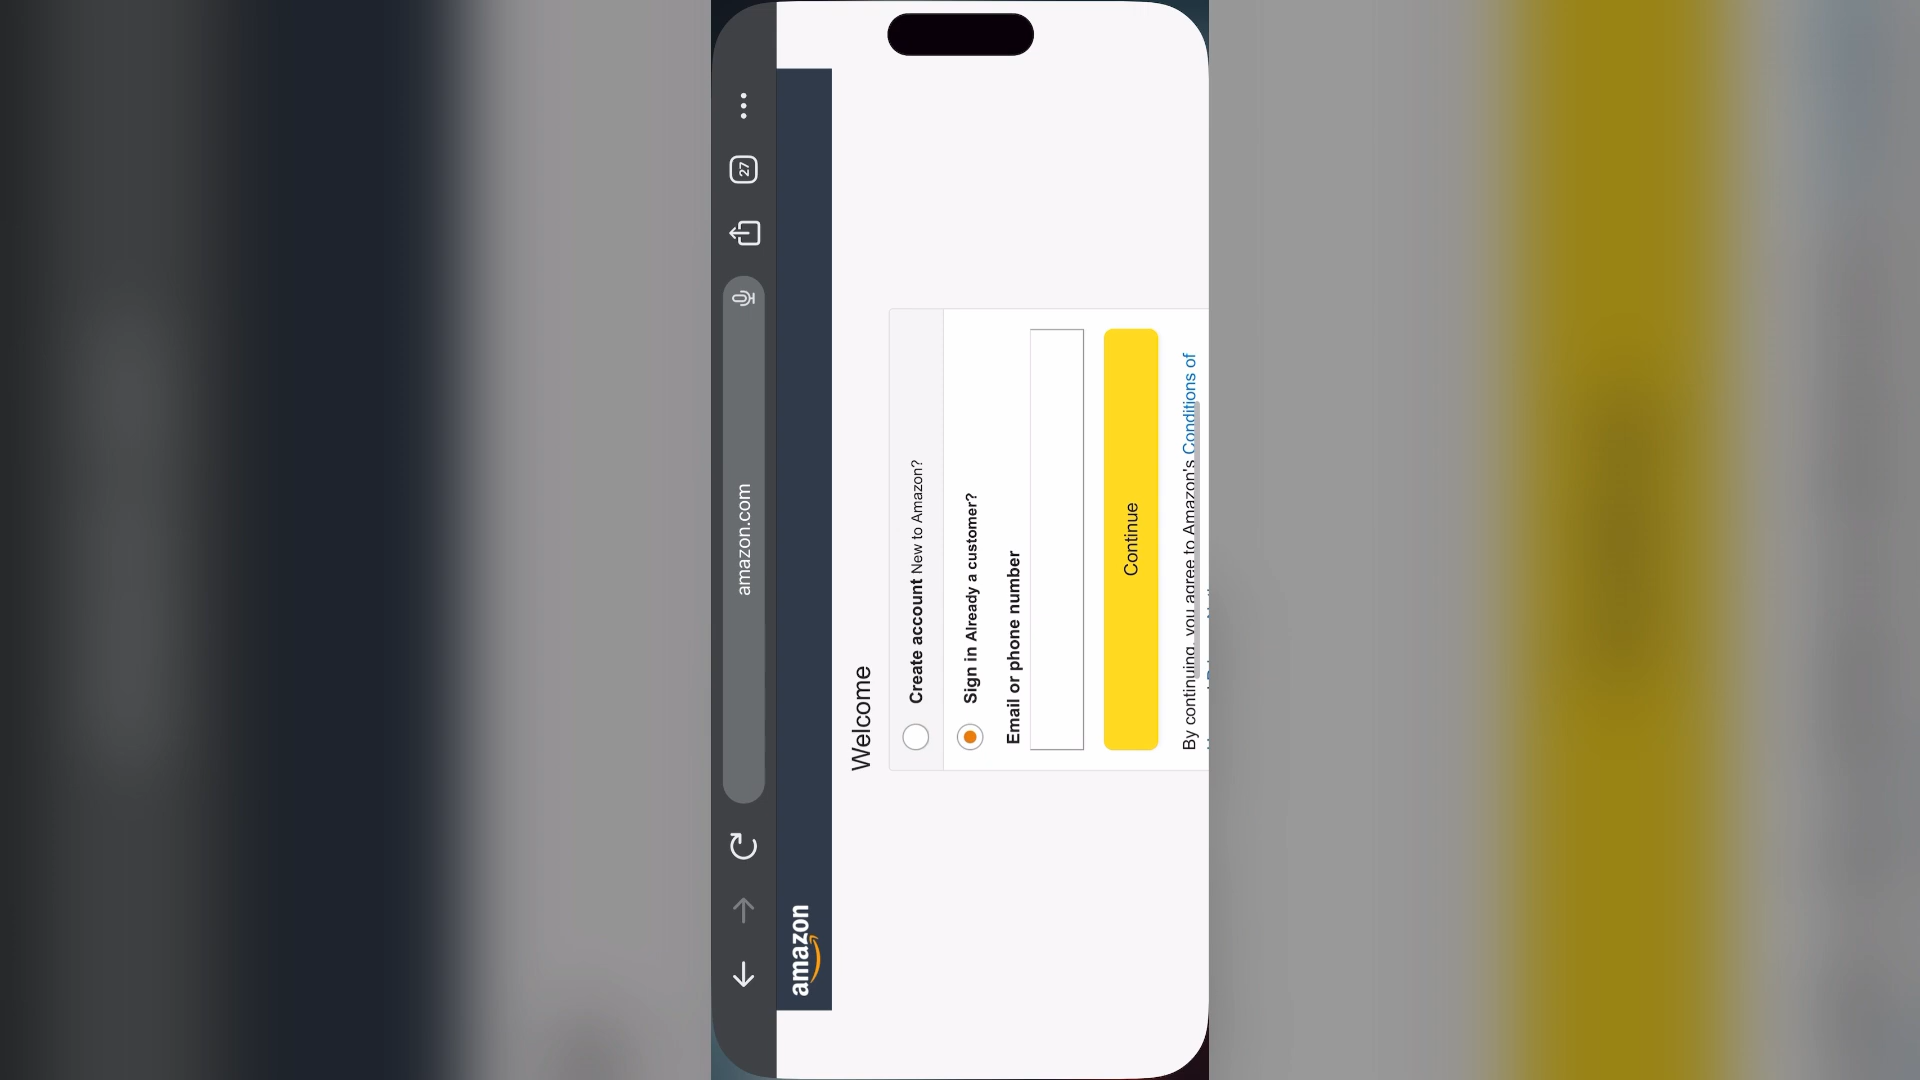 amazon.com
27
amazon
Welcome
Create account New to Amazon?
Sign in Already a customer?
Email or phone number
Continue
By continuing, you agree to Amazon's Conditions of